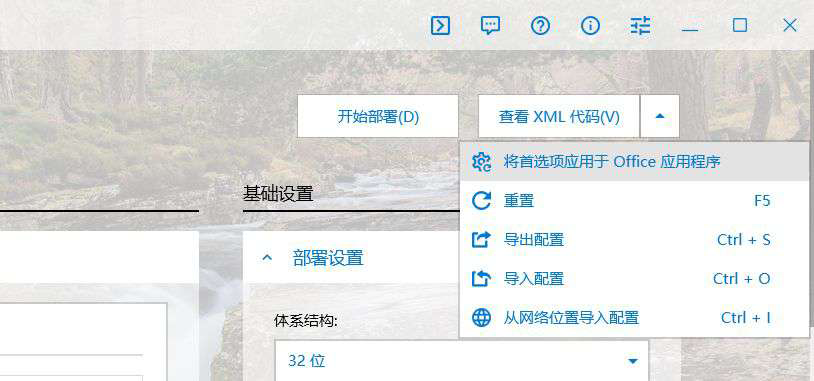 开始部署(D)
查看 XML 代码(V)
将首选项应用于 Office 应用程序
重置 F5
导出配置 Ctrl + S
导入配置 Ctrl + O
从网络位置导入配置 Ctrl + I
基础设置
部署设置
体系结构:
32 位